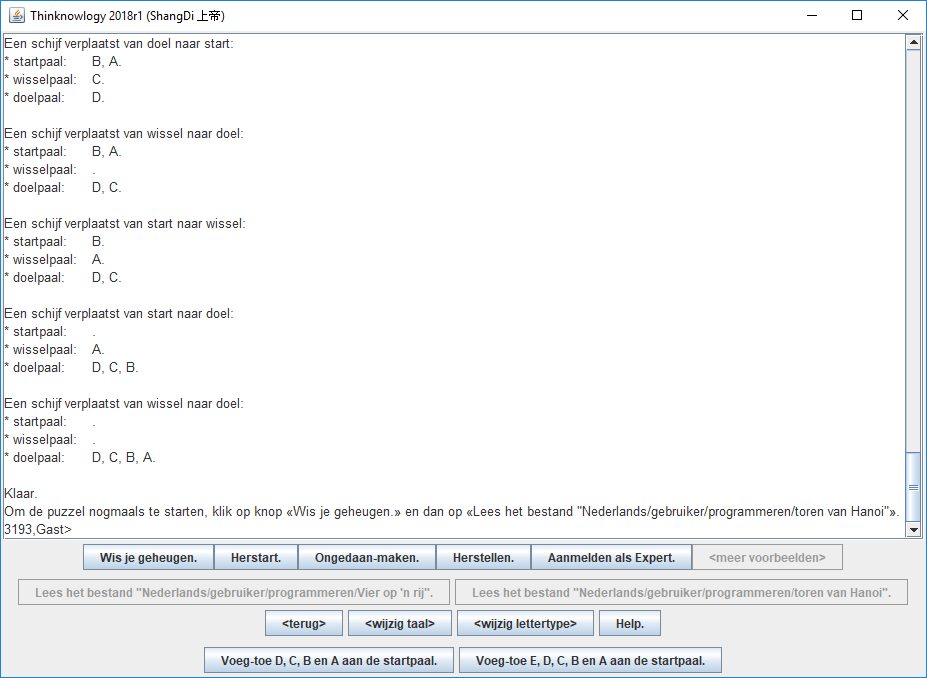 Thinknowlogy 2018r1 (ShangDi 上帝)
Een schijf verplaatst van doel naar start:
* startpaal: B, A.
* wisselpaal: C.
* doelpaal: D.
Een schijf verplaatst van wissel naar doel:
* startpaal: B, A.
* wisselpaal: .
* doelpaal: D, C.
Een schijf verplaatst van start naar wissel:
* startpaal: B.
* wisselpaal: A.
* doelpaal: D, C.
Een schijf verplaatst van start naar doel:
* startpaal: .
* wisselpaal: A.
* doelpaal: D, C, B.
Een schijf verplaatst van wissel naar doel:
* startpaal: .
* wisselpaal: .
* doelpaal: D, C, B, A.
Klaar.
Om de puzzel nogmaals te starten, klik op knop «Wis je geheugen.» en dan op «Lees het bestand "Nederlands/gebruiker/programmeren/toren van Hanoi"».
3193,Gast>
Wis je geheugen. Herstart. Ongedaan-maken. Herstellen. Aanmelden als Expert. <meer voorbeelden>
Lees het bestand "Nederlands/gebruiker/programmeren/Vier op 'n rij". Lees het bestand "Nederlands/gebruiker/programmeren/toren van Hanoi".
<terug> <wijzig taal> <wijzig lettertype> Help.
Voeg-toe D, C, B en A aan de startpaal. Voeg-toe E, D, C, B en A aan de startpaal.